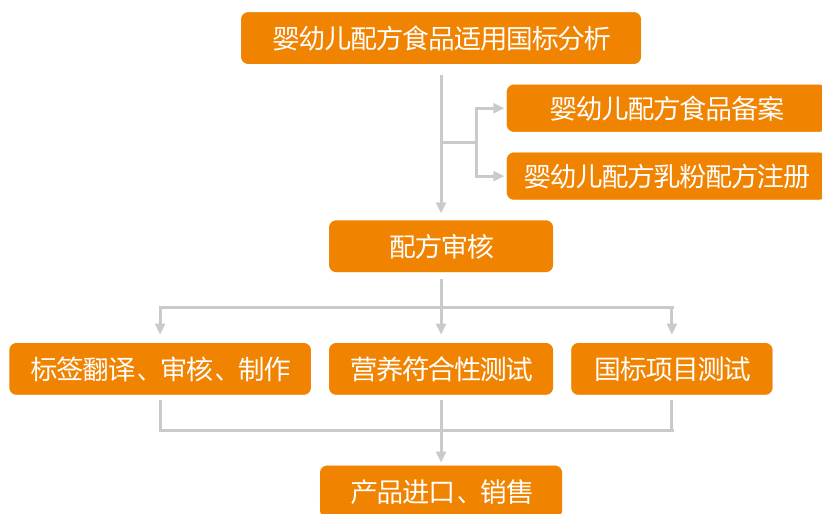 婴幼儿配方食品适用国标分析
婴幼儿配方食品备案
婴幼儿配方乳粉配方注册
配方审核
标签翻译、审核、制作
营养符合性测试
国标项目测试
产品进口、销售